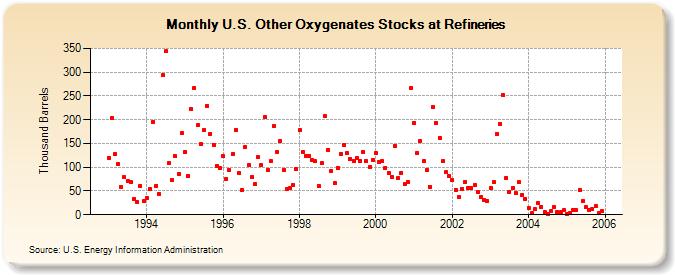 Monthly U.S. Other Oxygenates Stocks at Refineries
Thousand Barrels
350
300
250
200
150
100
50
0
1994 1996 1998 2000 2002 2004 2006
Source: U.S. Energy Information Administration